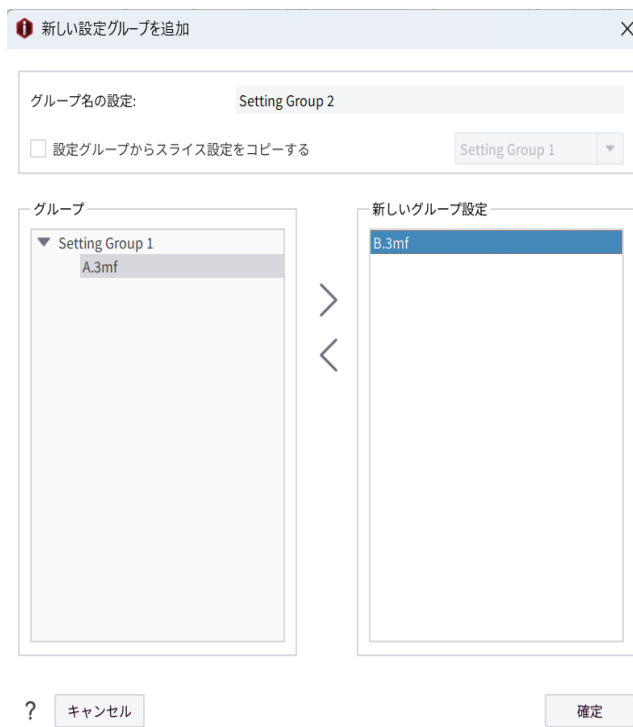 新しい設定グループを追加
グループ名の設定: Setting Group 2
設定グループからスライス設定をコピーする Setting Group 1
グループ
新しいグループ設定
Setting Group 1
B.3mf
A.3mf
? キャンセル 確定